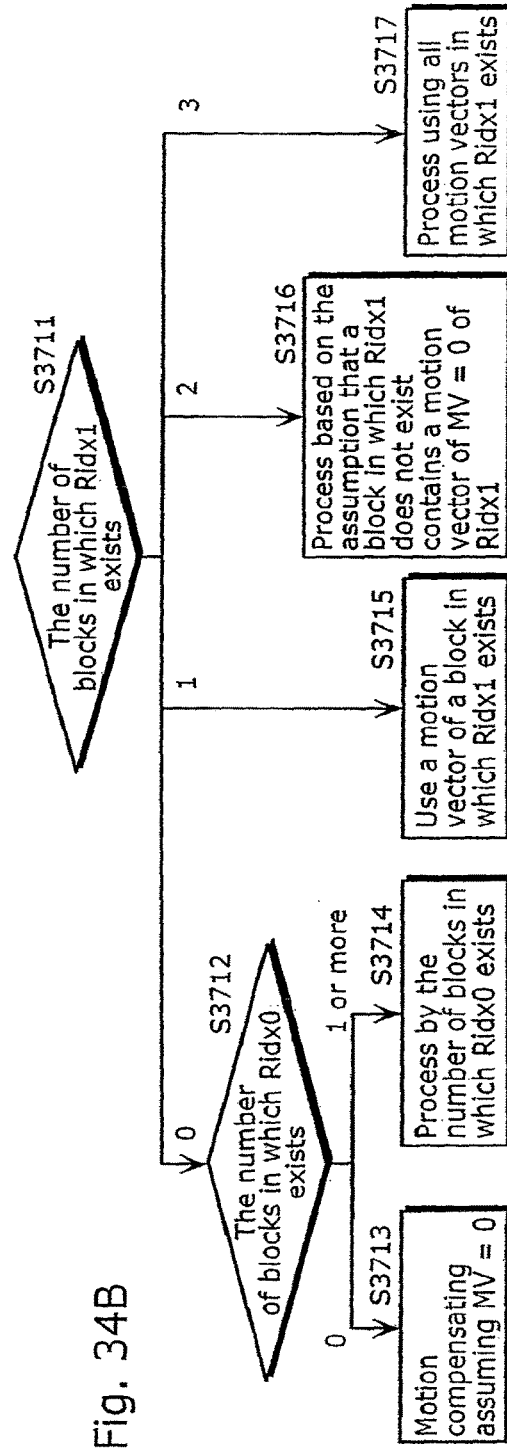 Fig. 34B
S3711
The number of
blocks in which Ridx1
exists
0
1
2
3
S3712
The number
of blocks in which Ridx0
exists
0
1 or more
S3713
Motion
compensating
assuming MV = 0
S3714
Process by the
number of blocks in
which Ridx0 exists
S3715
Use a motion
vector of a block in
which Ridx1 exists
S3716
Process based on the
assumption that a
block in which Ridx1
does not exist
contains a motion
vector of MV = 0 of
Ridx1
S3717
Process using all
motion vectors in
which Ridx1 exists